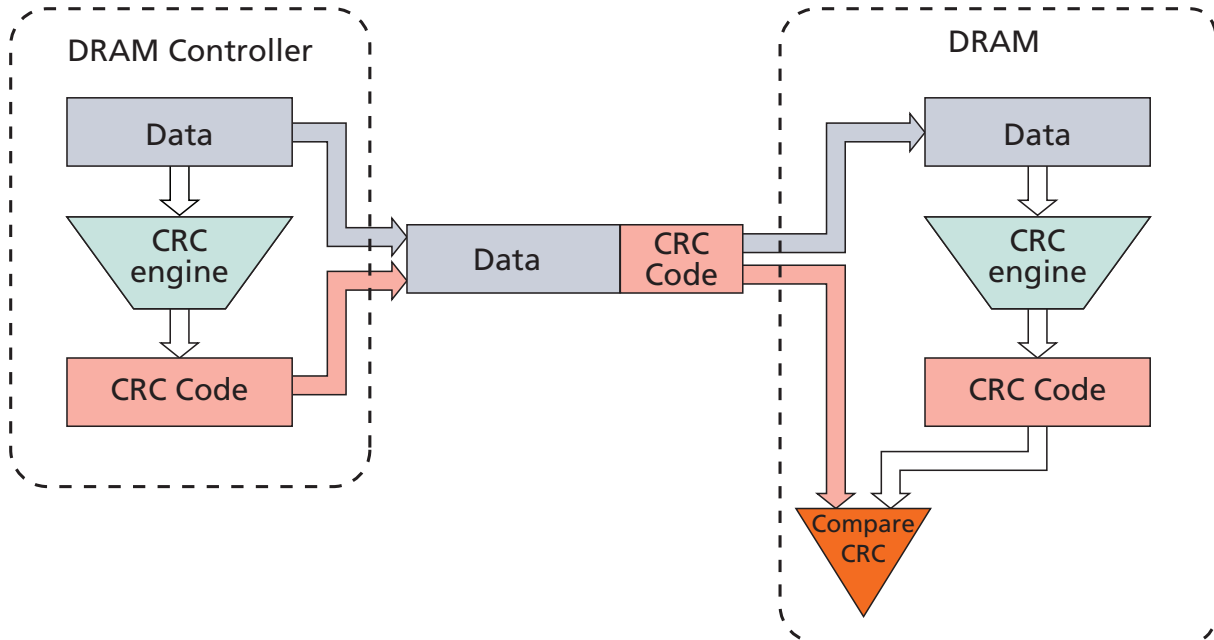 DRAM Controller
Data
CRC
engine
CRC Code
Data
CRC
Code
DRAM
Data
CRC
engine
CRC Code
Compare
CRC